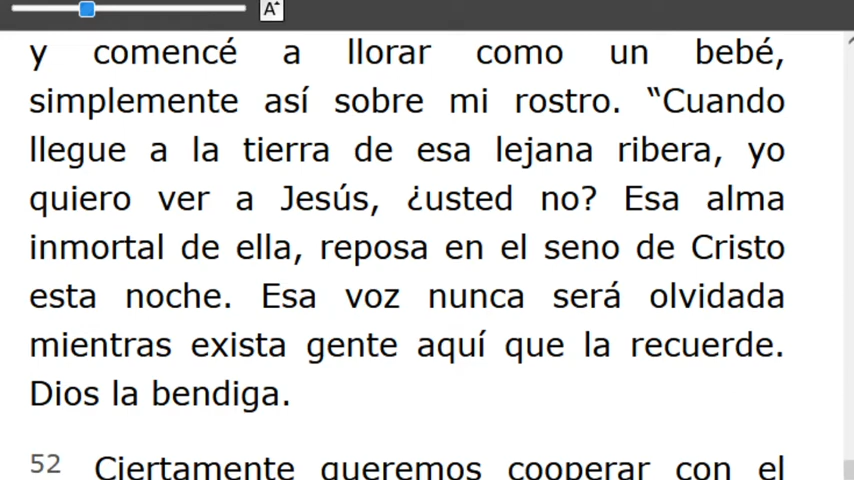 A
y comencé a llorar como un bebé,
simplemente así sobre mi rostro. “Cuando
llegue a la tierra de esa lejana ribera, yo
quiero ver a Jesús, ¿usted no? Esa alma
inmortal de ella, reposa en el seno de Cristo
esta noche. Esa voz nunca será olvidada
mientras exista gente aquí que la recuerde.
Dios la bendiga.
52 Ciertamente queremos cooperar con el